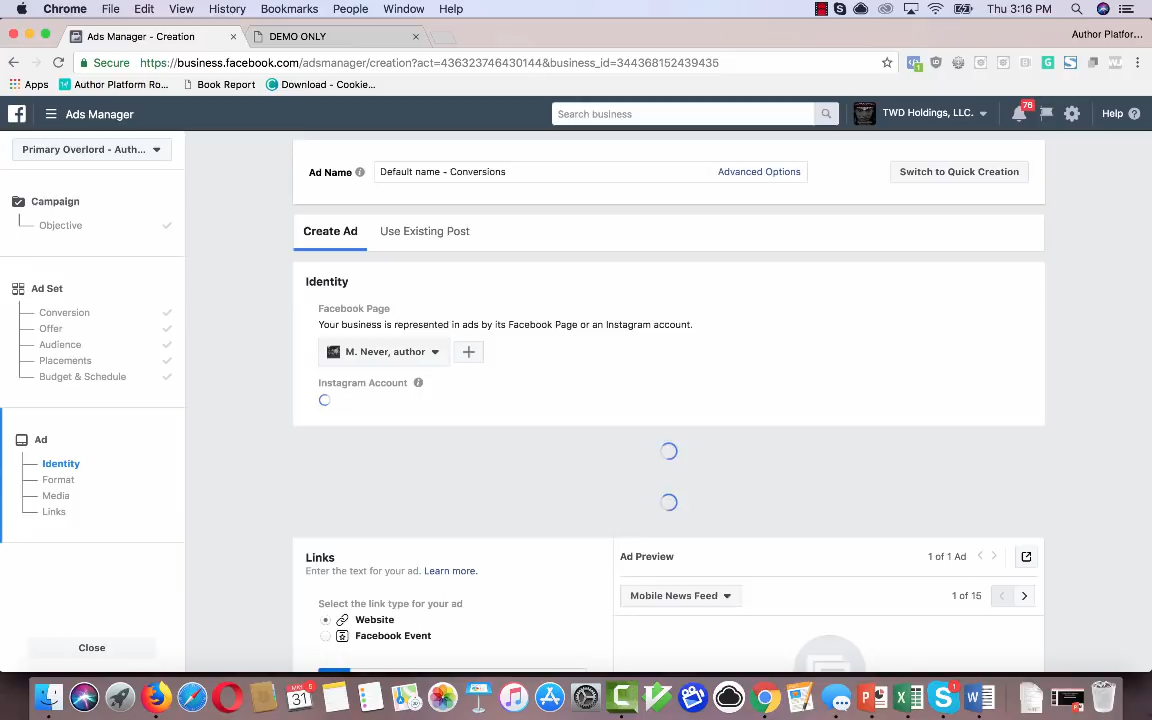 Chrome File Edit View History Bookmarks People Window Help Thu 3:16 PM
Ads Manager - Creation DEMO ONLY Author Platfor...
Secure https://business.facebook.com/adsmanager/creation?act=436323746430144&business_id=344368152439435
Apps Author Platform Ro... Book Report Download - Cookie...
Ads Manager Search business TWD Holdings, LLC. 76 Help
Primary Overlord - Auth...
Ad Name Default name - Conversions Advanced Options Switch to Quick Creation
Campaign
Objective
Create Ad Use Existing Post
Identity
Ad Set
Conversion
Offer
Audience
Placements
Budget & Schedule
Facebook Page
Your business is represented in ads by its Facebook Page or an Instagram account.
M. Never, author
Instagram Account
Ad
Identity
Format
Media
Links
Links
Enter the text for your ad. Learn more.
Select the link type for your ad
Website
Facebook Event
Ad Preview 1 of 1 Ad
Mobile News Feed 1 of 15
Close
31